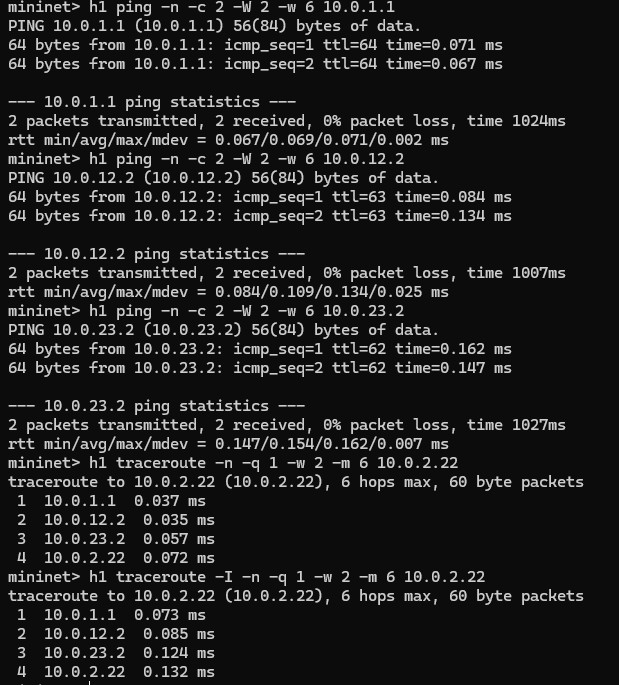 mininet> h1 ping -n -c 2 -W 2 -w 6 10.0.1.1
PING 10.0.1.1 (10.0.1.1) 56(84) bytes of data.
64 bytes from 10.0.1.1: icmp_seq=1 ttl=64 time=0.071 ms
64 bytes from 10.0.1.1: icmp_seq=2 ttl=64 time=0.067 ms

--- 10.0.1.1 ping statistics ---
2 packets transmitted, 2 received, 0% packet loss, time 1024ms
rtt min/avg/max/mdev = 0.067/0.069/0.071/0.002 ms
mininet> h1 ping -n -c 2 -W 2 -w 6 10.0.12.2
PING 10.0.12.2 (10.0.12.2) 56(84) bytes of data.
64 bytes from 10.0.12.2: icmp_seq=1 ttl=63 time=0.084 ms
64 bytes from 10.0.12.2: icmp_seq=2 ttl=63 time=0.134 ms

--- 10.0.12.2 ping statistics ---
2 packets transmitted, 2 received, 0% packet loss, time 1007ms
rtt min/avg/max/mdev = 0.084/0.109/0.134/0.025 ms
mininet> h1 ping -n -c 2 -W 2 -w 6 10.0.23.2
PING 10.0.23.2 (10.0.23.2) 56(84) bytes of data.
64 bytes from 10.0.23.2: icmp_seq=1 ttl=62 time=0.162 ms
64 bytes from 10.0.23.2: icmp_seq=2 ttl=62 time=0.147 ms

--- 10.0.23.2 ping statistics ---
2 packets transmitted, 2 received, 0% packet loss, time 1027ms
rtt min/avg/max/mdev = 0.147/0.154/0.162/0.007 ms
mininet> h1 traceroute -n -q 1 -w 2 -m 6 10.0.2.22
traceroute to 10.0.2.22 (10.0.2.22), 6 hops max, 60 byte packets
 1  10.0.1.1  0.037 ms
 2  10.0.12.2  0.035 ms
 3  10.0.23.2  0.057 ms
 4  10.0.2.22  0.072 ms
mininet> h1 traceroute -I -n -q 1 -w 2 -m 6 10.0.2.22
traceroute to 10.0.2.22 (10.0.2.22), 6 hops max, 60 byte packets
 1  10.0.1.1  0.073 ms
 2  10.0.12.2  0.085 ms
 3  10.0.23.2  0.124 ms
 4  10.0.2.22  0.132 ms